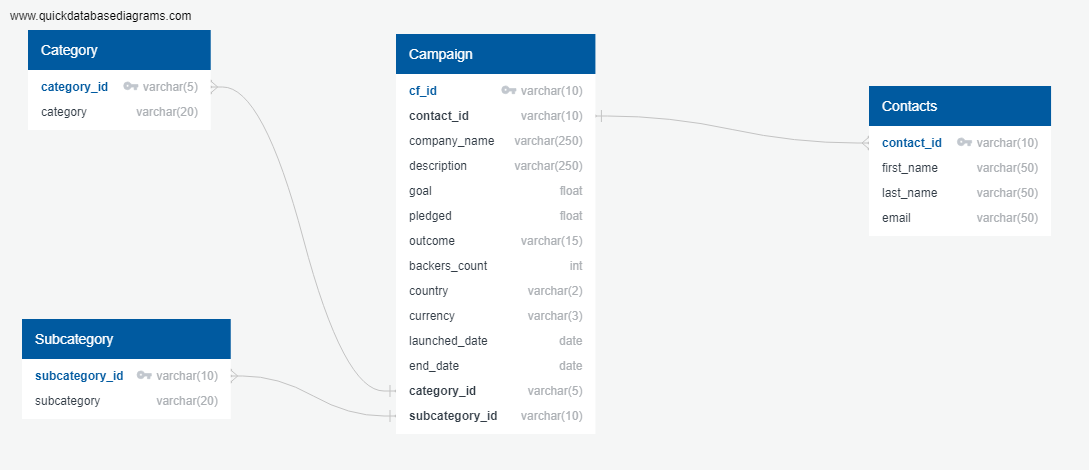 www.quickdatabasediagrams.com
Category
category_id varchar(5)
category varchar(20)
Subcategory
subcategory_id varchar(10)
subcategory varchar(20)
Campaign
cf_id varchar(10)
contact_id varchar(10)
company_name varchar(250)
description varchar(250)
goal float
pledged float
outcome varchar(15)
backers_count int
country varchar(2)
currency varchar(3)
launched_date date
end_date date
category_id varchar(5)
subcategory_id varchar(10)
Contacts
contact_id varchar(10)
first_name varchar(50)
last_name varchar(50)
email varchar(50)